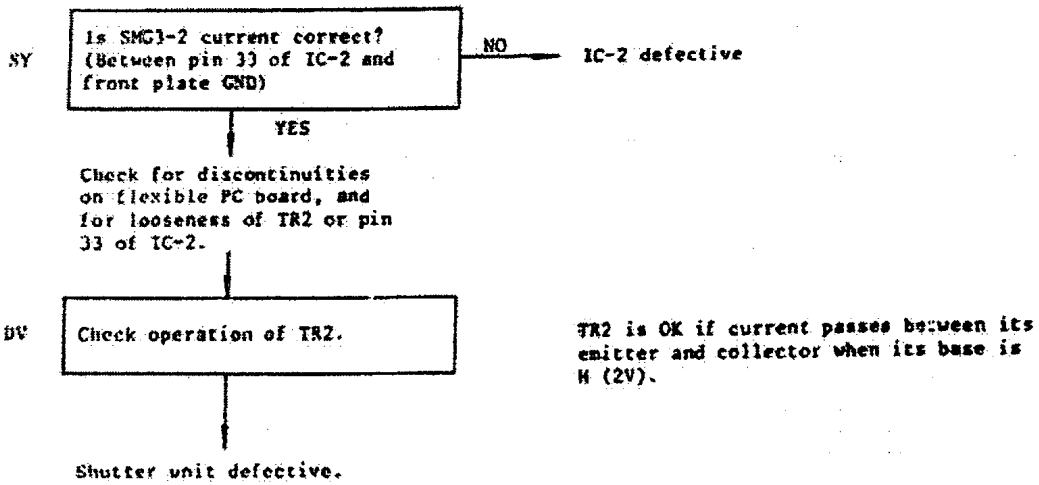 SY
Is SMG3-2 current correct?
(Between pin 33 of IC-2 and
front plate GND)
NO
IC-2 defective
YES
Check for discontinuities
on flexible PC board, and
for looseness of TR2 or pin
33 of IC-2.
DV
Check operation of TR2.
TR2 is OK if current passes between its
emitter and collector when its base is
H (2V).
Shutter unit defective.